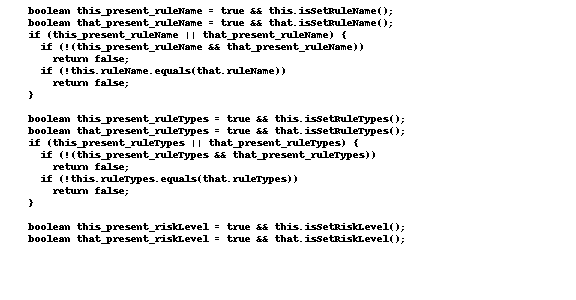 boolean this_present_ruleName = true && this.isSetRuleName();
boolean that_present_ruleName = true && that.isSetRuleName();
if (this_present_ruleName || that_present_ruleName) {
  if (!(this_present_ruleName && that_present_ruleName))
    return false;
  if (!this.ruleName.equals(that.ruleName))
    return false;
}

boolean this_present_ruleTypes = true && this.isSetRuleTypes();
boolean that_present_ruleTypes = true && that.isSetRuleTypes();
if (this_present_ruleTypes || that_present_ruleTypes) {
  if (!(this_present_ruleTypes && that_present_ruleTypes))
    return false;
  if (!this.ruleTypes.equals(that.ruleTypes))
    return false;
}

boolean this_present_riskLevel = true && this.isSetRiskLevel();
boolean that_present_riskLevel = true && that.isSetRiskLevel();